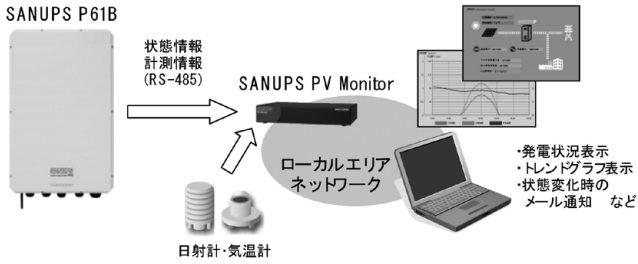 SANUPS P61B
状態情報
計測情報
(RS-485)
SANUPS PV Monitor
ローカルエリア
ネットワーク
日射計・気温計
・発電状況表示
・トレンドグラフ表示
・状態変化時の
メール通知 など